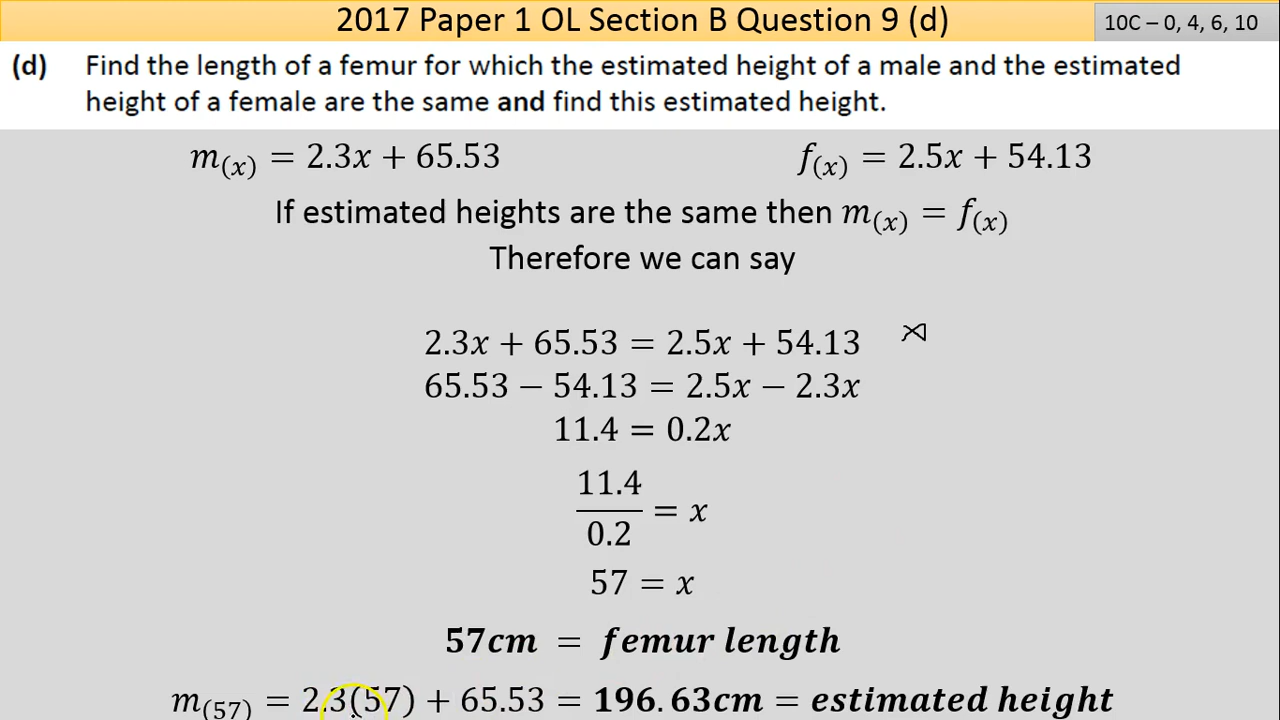 2017 Paper 1 OL Section B Question 9 (d)
10C – 0, 4, 6, 10
(d) Find the length of a femur for which the estimated height of a male and the estimated
height of a female are the same and find this estimated height.
m(x) = 2.3x + 65.53 f(x) = 2.5x + 54.13
If estimated heights are the same then m(x) = f(x)
Therefore we can say
2.3x + 65.53 = 2.5x + 54.13
65.53 − 54.13 = 2.5x − 2.3x
11.4 = 0.2x
11.4/0.2 = x
57 = x
57cm = femur length
m(57) = 2.3(57) + 65.53 = 196.63cm = estimated height